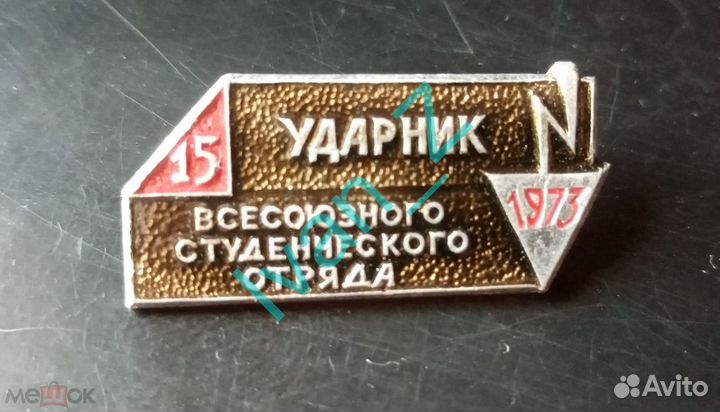 15
УДАРНИК
1973
ВСЕСОЮЗНОГО
СТУДЕНЧЕСКОГО
ОТРЯДА
Ivan_Z
мешок
Avito